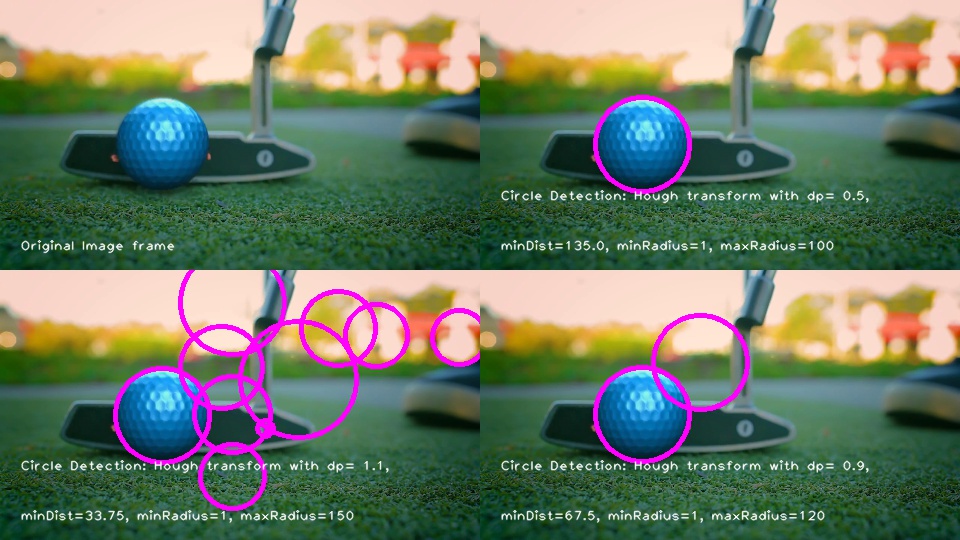 Original Image frame
Circle Detection: Hough transform with dp= 0.5,
minDist=135.0, minRadius=1, maxRadius=100
Circle Detection: Hough transform with dp= 1.1,
minDist=33.75, minRadius=1, maxRadius=150
Circle Detection: Hough transform with dp= 0.9,
minDist=67.5, minRadius=1, maxRadius=120